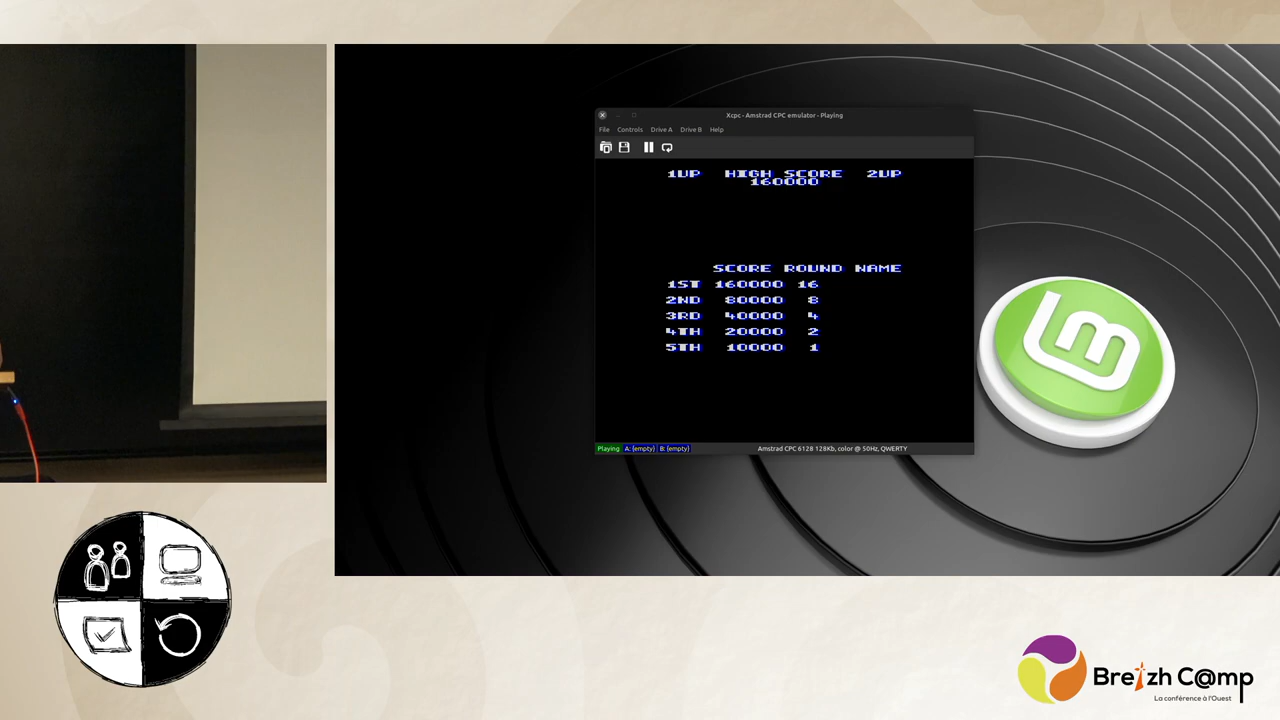 Xcpc - Amstrad CPC emulator - Playing
File Controls Drive A Drive B Help
1UP HIGH SCORE 2UP
160000
SCORE ROUND NAME
1ST 160000 16
2ND 80000 8
3RD 40000 4
4TH 20000 2
5TH 10000 1
Playing A: (empty) B: (empty) Amstrad CPC 6128 128Kb, color @ 50Hz, QWERTY
Breizh C@mp
La conférence à l'Ouest